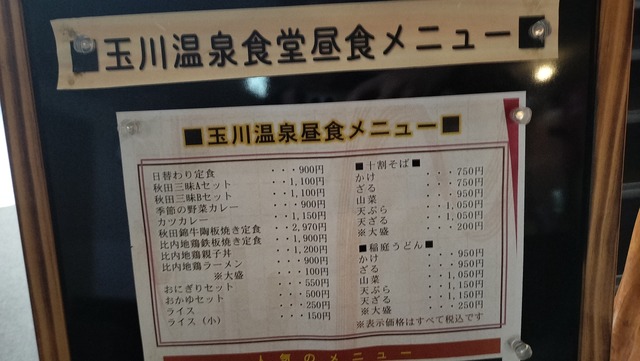 ■玉川温泉食堂昼食メニュー■
■玉川温泉昼食メニュー■
日替わり定食 ・・・900円
秋田三昧Aセット ・・・1,100円
秋田三昧Bセット ・・・1,100円
季節の野菜カレー ・・・900円
カツカレー ・・・1,150円
秋田錦牛陶板焼き定食 ・・・2,970円
比内地鶏鉄板焼き定食 ・・・1,900円
比内地鶏親子丼 ・・・1,200円
比内地鶏ラーメン ・・・900円
※大盛 ・・・100円
おにぎりセット ・・・550円
おかゆセット ・・・500円
ライス ・・・250円
ライス（小） ・・・150円
■十割そば■
かけ ・・・750円
ざる ・・・750円
山菜 ・・・950円
天ぷら ・・・1,050円
天ざる ・・・1,050円
※大盛 ・・・200円
■稲庭うどん■
かけ ・・・950円
ざる ・・・950円
山菜 ・・・1,050円
天ぷら ・・・1,150円
天ざる ・・・1,150円
※大盛 ・・・250円
※表示価格はすべて税込です
人気のメニュー